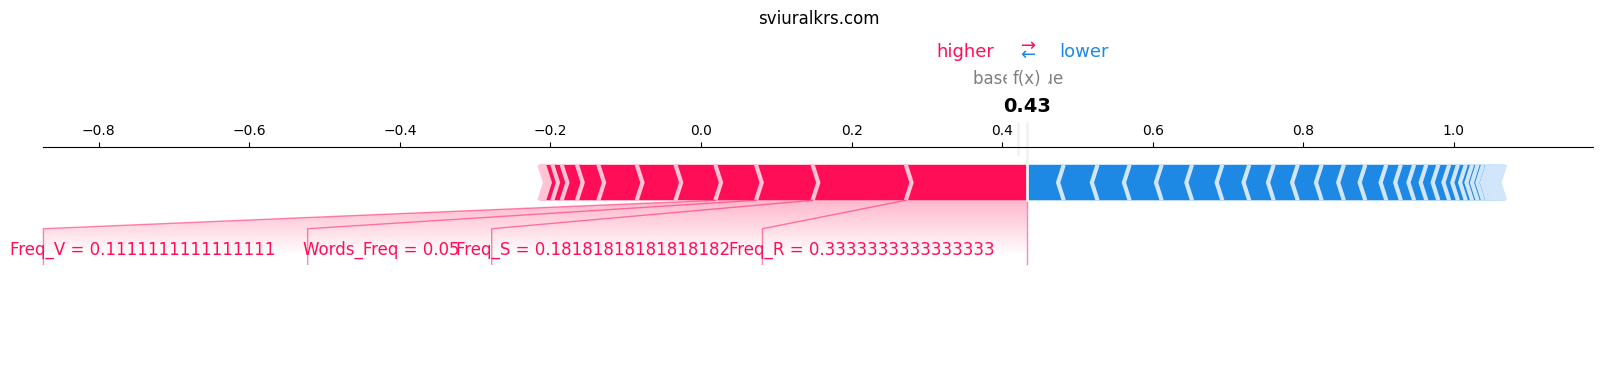 sviuralkrs.com
higher → lower
←
f(x)
0.43
−0.8 −0.6 −0.4 −0.2 0.0 0.2 0.4 0.6 0.8 1.0
Freq_V = 0.1111111111111111 Words_Freq = 0.05 Freq_S = 0.18181818181818182 Freq_R = 0.3333333333333333